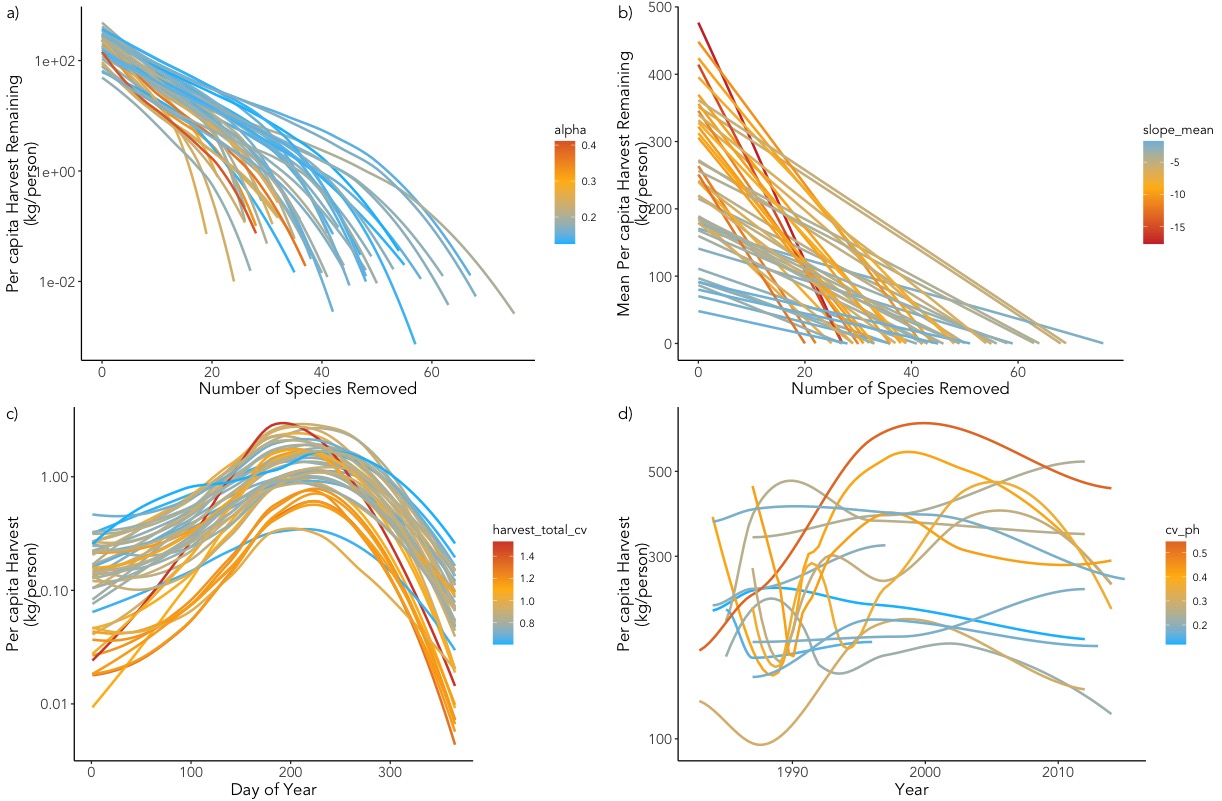 a)
Per capita Harvest Remaining
(kg/person)
1e+02
1e+00
1e-02
0
20
40
60
Number of Species Removed
alpha
0.4
0.3
0.2
b)
Mean Per capita Harvest Remaining
(kg/person)
500
400
300
200
100
0
0
20
40
60
Number of Species Removed
slope_mean
-5
-10
-15
c)
Per capita Harvest
(kg/person)
1.00
0.10
0.01
0
100
200
300
Day of Year
harvest_total_cv
1.4
1.2
1.0
0.8
d)
Per capita Harvest
(kg/person)
500
300
100
1990
2000
2010
Year
cv_ph
0.5
0.4
0.3
0.2